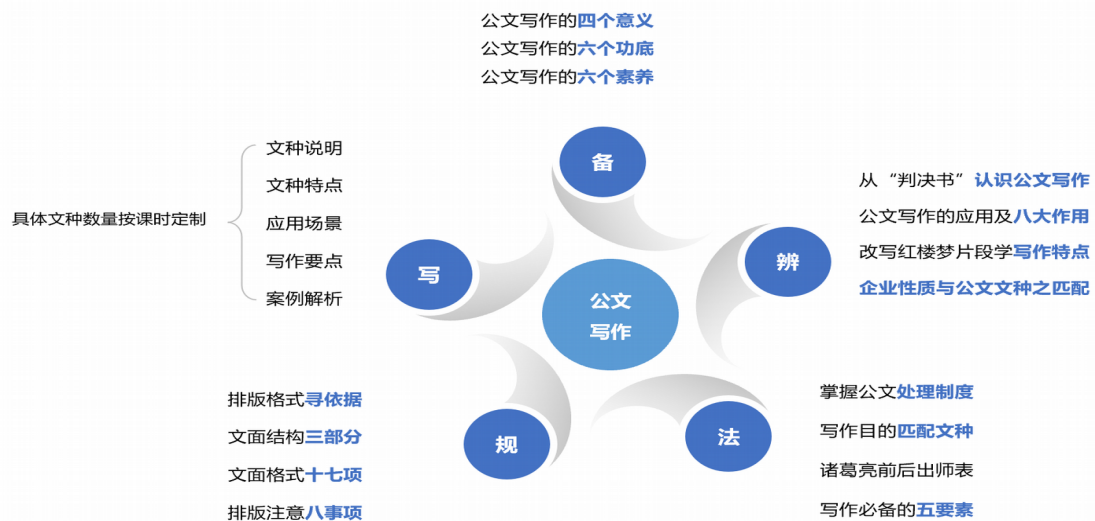 公文写作的四个意义
公文写作的六个功底
公文写作的六个素养
备
从“判决书”认识公文写作
公文写作的应用及八大作用
改写红楼梦片段学写作特点
企业性质与公文文种之匹配
辨
掌握公文处理制度
写作目的匹配文种
诸葛亮前后出师表
写作必备的五要素
法
排版格式寻依据
文面结构三部分
文面格式十七项
排版注意八事项
规
具体文种数量按课时定制
文种说明
文种特点
应用场景
写作要点
案例解析
写
公文
写作